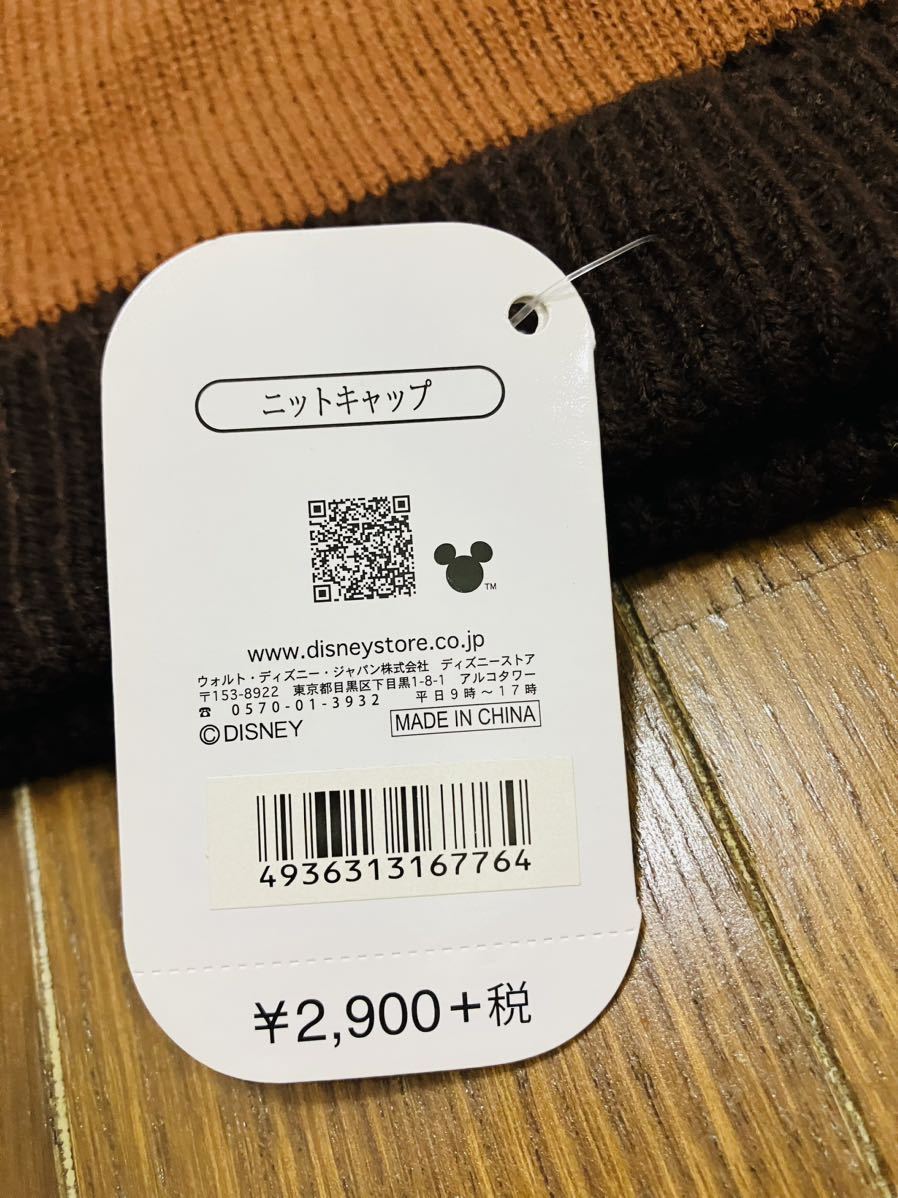 ニットキャップ
TM
www.disneystore.co.jp
ウォルト・ディズニー・ジャパン株式会社 ディズニーストア
〒153-8922 東京都目黒区下目黒1-8-1 アルコタワー
☎ 0570-01-3932 平日9時～17時
©DISNEY MADE IN CHINA
4936313167764
¥2,900+税